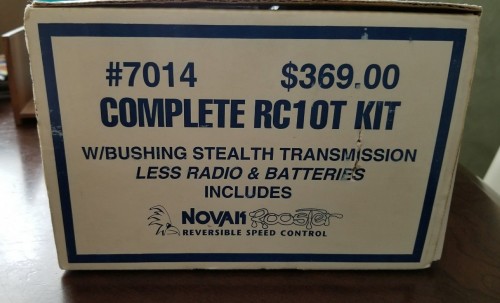 #7014 $369.00
COMPLETE RC10T KIT
W/BUSHING STEALTH TRANSMISSION
LESS RADIO & BATTERIES
INCLUDES
NOVAK Rooster
REVERSIBLE SPEED CONTROL